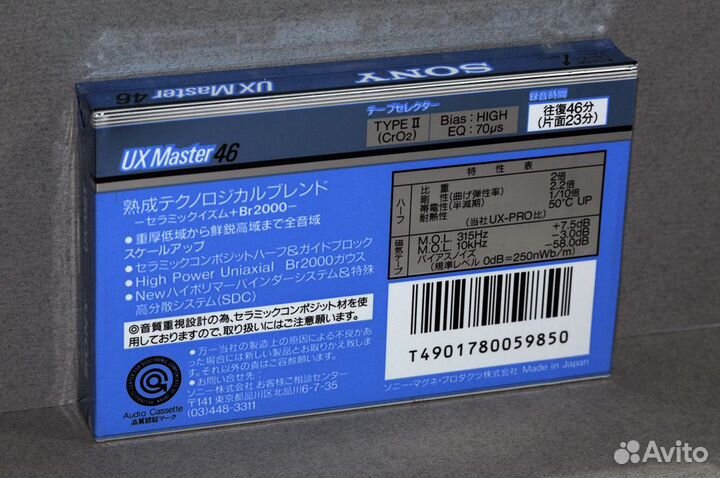 UX Master 46
SONY
テープセレクター
録音時間
TYPE II
(CrO2)
Bias : HIGH
EQ : 70μs
往復46分
(片面23分)
UX Master 46
熟成テクノロジカルブレンド
ーセラミックイズム+Br2000ー
● 重厚低域から鮮鋭高域まで全音域
スケールアップ
● セラミックコンポジットハーフ&ガイドブロック
● High Power Uniaxial Br2000ガウス
● Newハイポリマーバインダーシステム&特殊
高分散システム(SDC)
◎音質重視設計の為、セラミックコンポジット材を使
用しておりますので、取り扱いにはご注意願います。
● 万一当社の製造上の原因による不良があ
った場合には新しい製品とお取りかえ致しま
す。それ以外の責はご容赦願います。
● お問い合せ先:
ソニー株式会社 お客様ご相談センター
〒141 東京都品川区北品川6-7-35
(03)448-3311
Audio Cassette
品質認証マーク
特性表
ハーフ
比重 2倍
剛性(曲げ弾性率) 2.2倍
帯電性(半減期) 1/10倍
耐熱性 50℃ UP
(当社UX-PRO比)
磁気テープ
M.O.L. 315Hz +7.5dB
M.O.L. 10kHz -3.0dB
バイアスノイズ -58.0dB
(規準レベル 0dB=250nWb/m)
T4901780059850
ソニー・マグネ・プロダクツ株式会社 Made in Japan
Avito